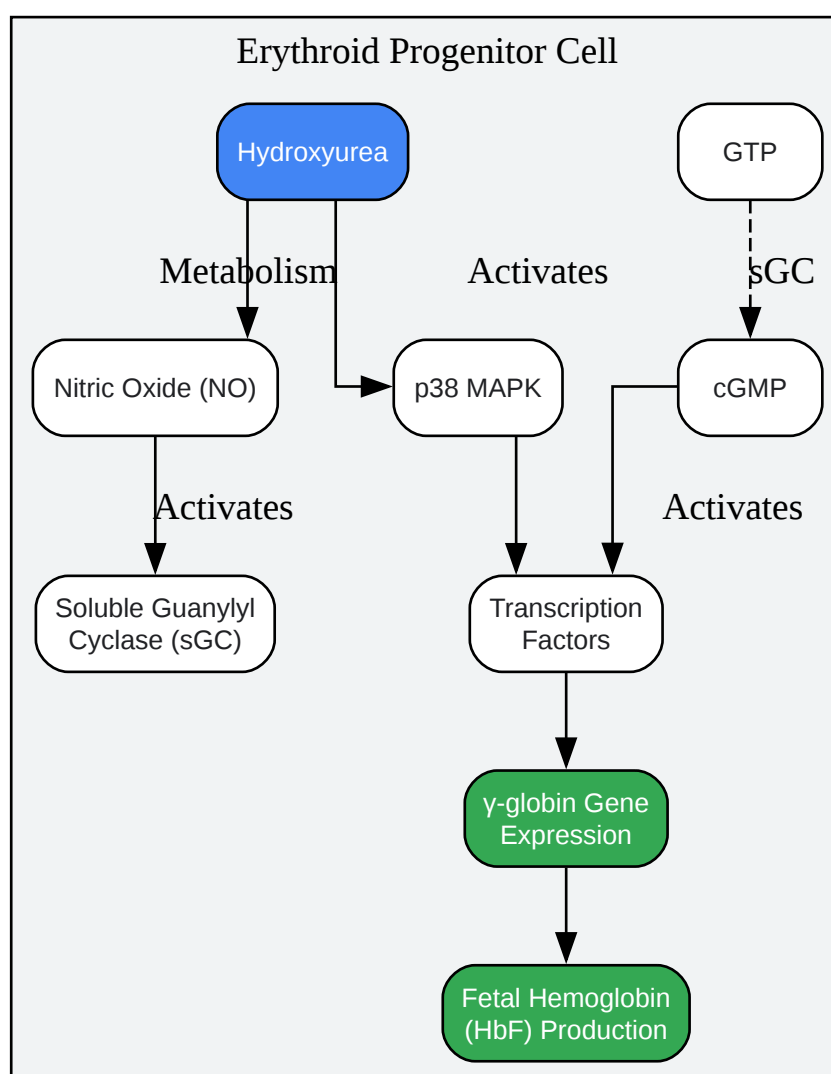 Erythroid Progenitor Cell
Hydroxyurea
GTP
Metabolism
Activates
sGC
Nitric Oxide (NO)
p38 MAPK
cGMP
Activates
Activates
Soluble Guanylyl
Cyclase (sGC)
Transcription
Factors
γ-globin Gene
Expression
Fetal Hemoglobin
(HbF) Production